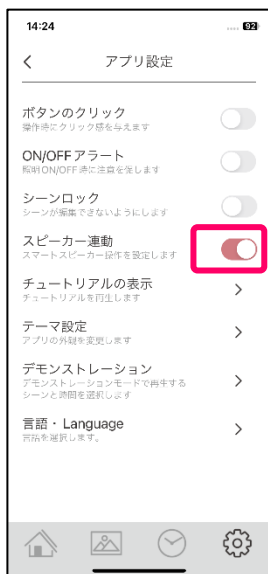 14:24
92
アプリ設定
ボタンのクリック
操作時にクリック感を与えます
ON/OFF アラート
照明ON/OFF時に注意を促します
シーンロック
シーンが編集できないようにします
スピーカー連動
スマートスピーカー操作を設定します
チュートリアルの表示
チュートリアルを再生します
テーマ設定
アプリの外観を変更します
デモンストレーション
デモンストレーションモードで再生する
シーンと時間を選択します
言語・Language
言語を選択します。